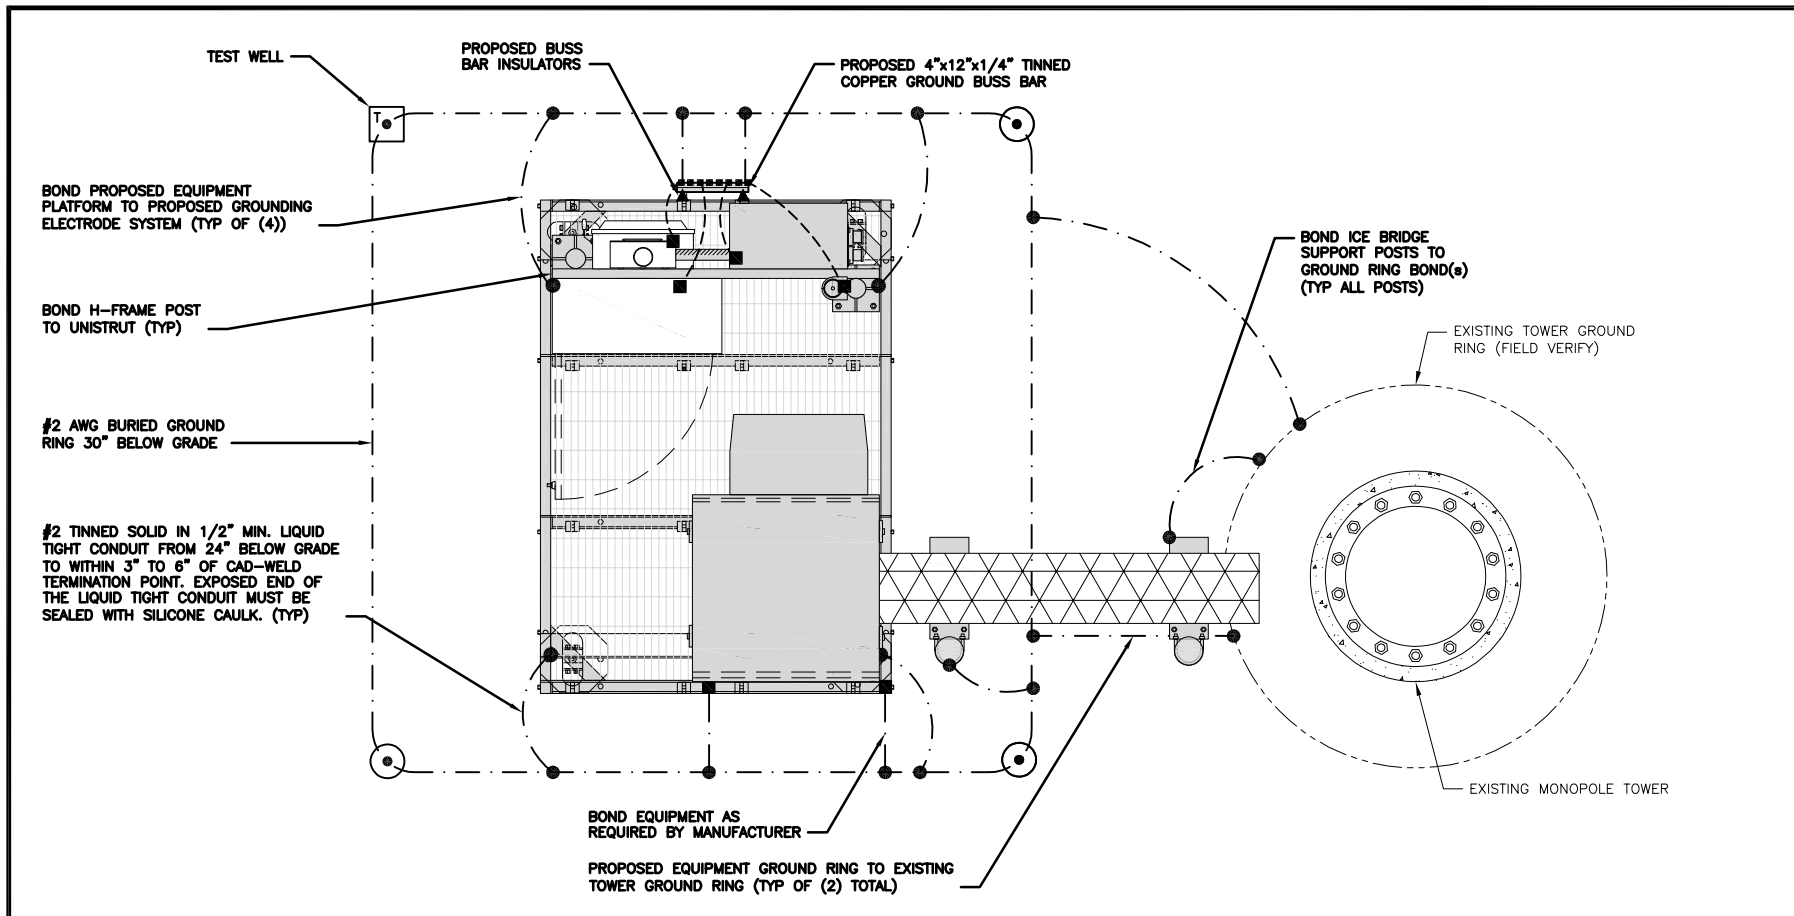 TEST WELL
PROPOSED BUSS
BAR INSULATORS
PROPOSED 4"x12"x1/4" TINNED
COPPER GROUND BUSS BAR
T
BOND PROPOSED EQUIPMENT
PLATFORM TO PROPOSED GROUNDING
ELECTRODE SYSTEM (TYP OF (4))
BOND ICE BRIDGE
SUPPORT POSTS TO
GROUND RING BOND(s)
(TYP ALL POSTS)
BOND H-FRAME POST
TO UNISTRUT (TYP)
EXISTING TOWER GROUND
RING (FIELD VERIFY)
#2 AWG BURIED GROUND
RING 30" BELOW GRADE
#2 TINNED SOLID IN 1/2" MIN. LIQUID
TIGHT CONDUIT FROM 24" BELOW GRADE
TO WITHIN 3" TO 6" OF CAD-WELD
TERMINATION POINT. EXPOSED END OF
THE LIQUID TIGHT CONDUIT MUST BE
SEALED WITH SILICONE CAULK. (TYP)
EXISTING MONOPOLE TOWER
BOND EQUIPMENT AS
REQUIRED BY MANUFACTURER
PROPOSED EQUIPMENT GROUND RING TO EXISTING
TOWER GROUND RING (TYP OF (2) TOTAL)